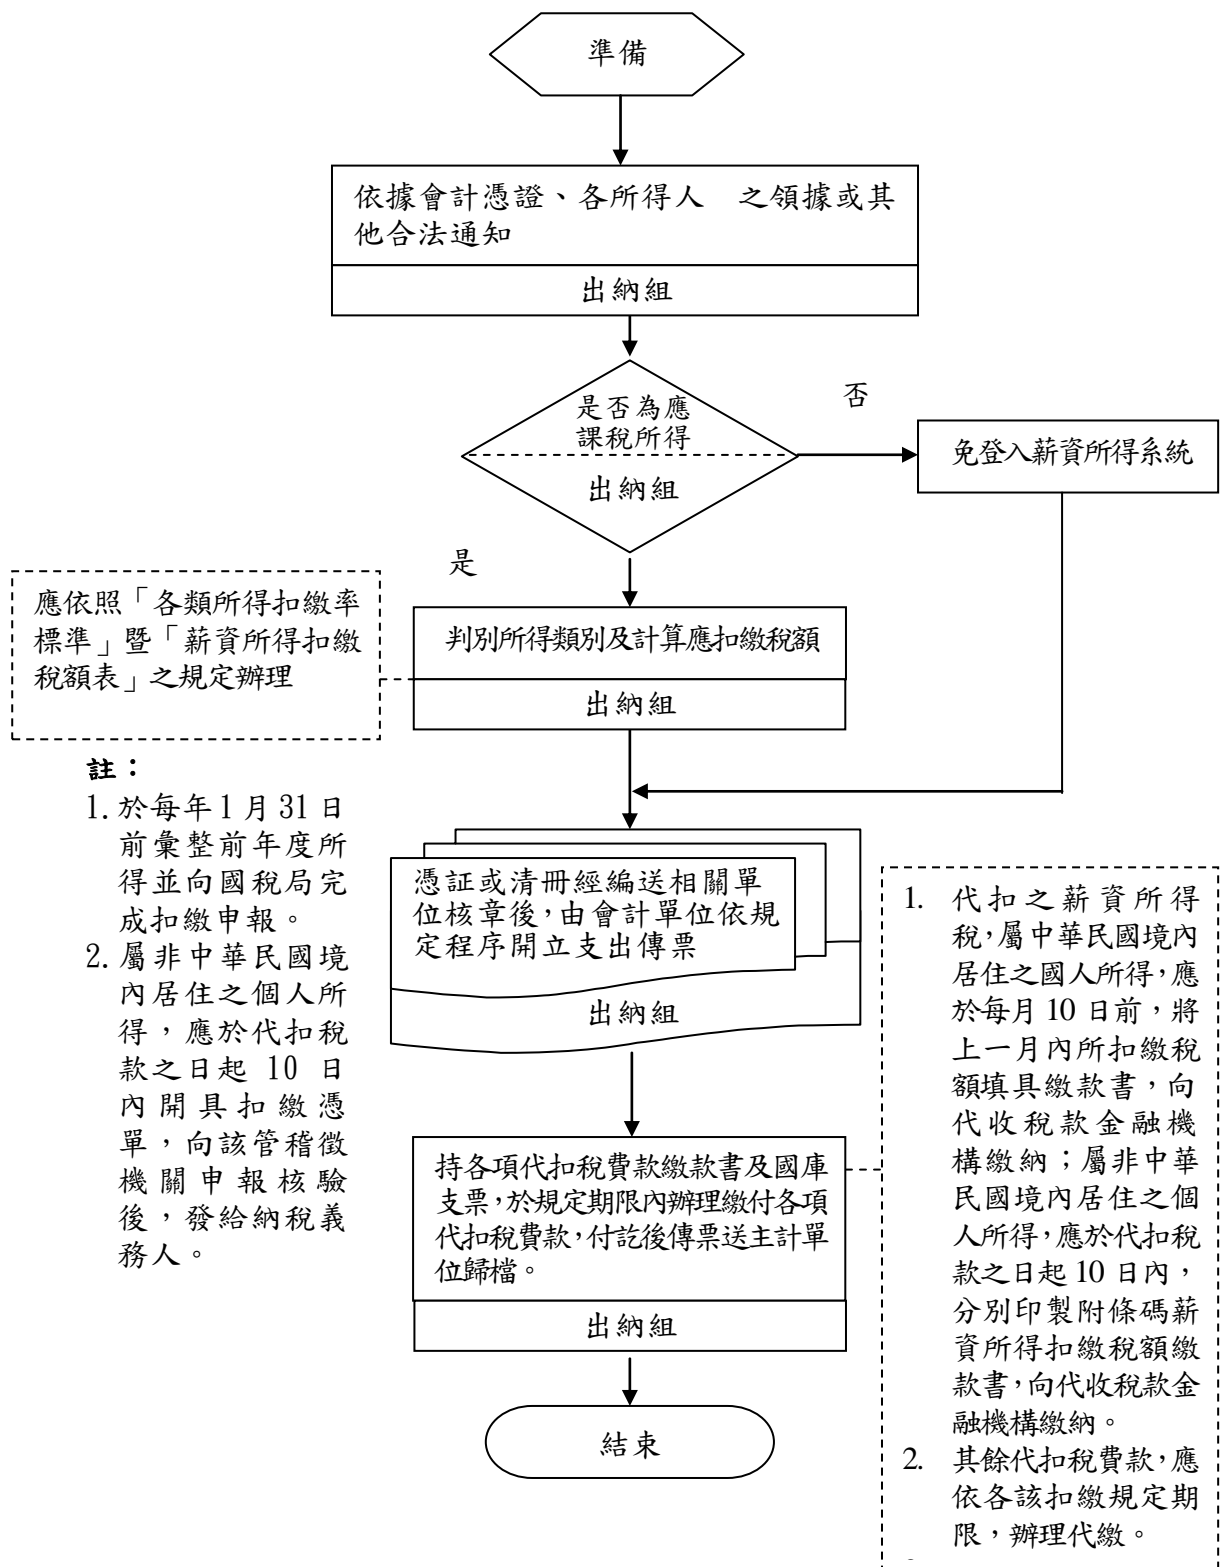 準備
依據會計憑證、各所得人　之領據或其
他合法通知
出納組
是否為應
課稅所得
出納組
否
免登入薪資所得系統
是
應依照「各類所得扣繳率
標準」暨「薪資所得扣繳
稅額表」之規定辦理
判別所得類別及計算應扣繳稅額
出納組
註：
1. 於每年1月31日
前彙整前年度所
得並向國稅局完
成扣繳申報。
2. 屬非中華民國境
內居住之個人所
得，應於代扣稅
款之日起 10 日
內開具扣繳憑
單，向該管稽徵
機關申報核驗
後，發給納稅義
務人。
憑証或清冊經編送相關單
位核章後，由會計單位依規
定程序開立支出傳票
出納組
持各項代扣稅費款繳款書及國庫
支票，於規定期限內辦理繳付各項
代扣稅費款，付訖後傳票送主計單
位歸檔。
出納組
結束
1. 代扣之薪資所得
稅，屬中華民國境內
居住之國人所得，應
於每月10日前，將
上一月內所扣繳稅
額填具繳款書，向
代收稅款金融機
構繳納；屬非中華
民國境內居住之個
人所得，應於代扣稅
款之日起10日內，
分別印製附條碼薪
資所得扣繳稅額繳
款書，向代收稅款金
融機構繳納。
2. 其餘代扣稅費款，應
依各該扣繳規定期
限，辦理代繳。